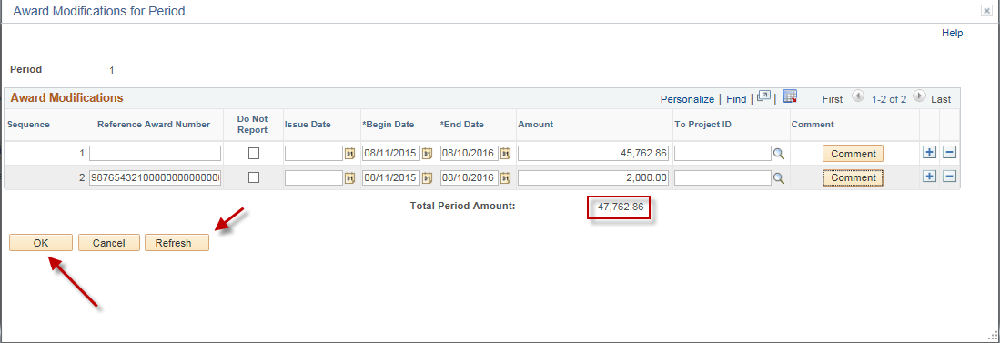 Award Modifications for Period
Help
Period 1
Award Modifications Personalize | Find | | First 1-2 of 2 Last
Sequence Reference Award Number Do Not Report Issue Date *Begin Date *End Date Amount To Project ID Comment
1 08/11/2015 08/10/2016 45,762.86 Comment
2 98765432100000000000000 08/11/2015 08/10/2016 2,000.00 Comment
Total Period Amount: 47,762.86
OK Cancel Refresh